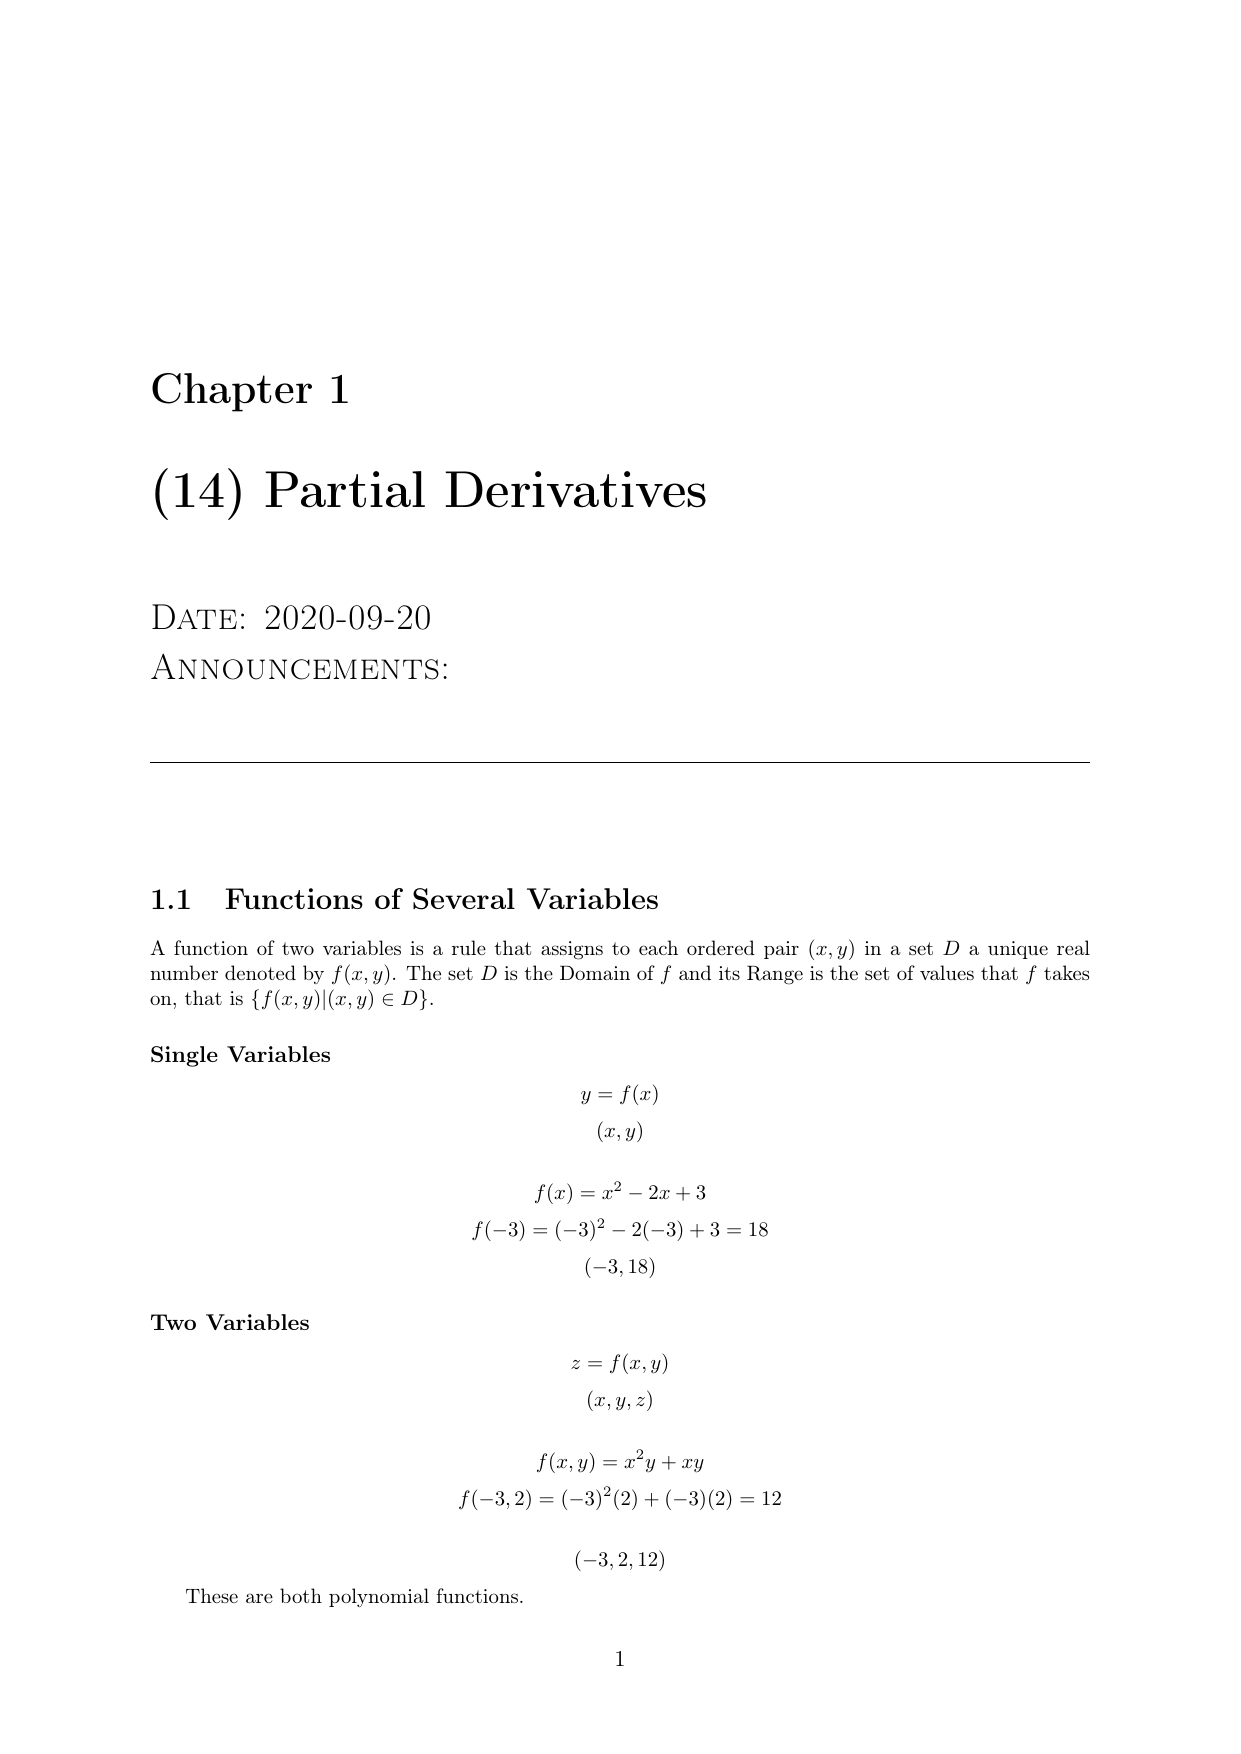 Chapter 1
(14) Partial Derivatives
DATE: 2020-09-20
ANNOUNCEMENTS:
1.1 Functions of Several Variables
A function of two variables is a rule that assigns to each ordered pair (x, y) in a set D a unique real
number denoted by f(x, y). The set D is the Domain of f and its Range is the set of values that f takes
on, that is {f(x, y)|(x, y) ∈ D}.
Single Variables
y = f(x)
(x, y)
f(x) = x² − 2x + 3
f(−3) = (−3)² − 2(−3) + 3 = 18
(−3, 18)
Two Variables
z = f(x, y)
(x, y, z)
f(x, y) = x²y + xy
f(−3, 2) = (−3)²(2) + (−3)(2) = 12
(−3, 2, 12)
These are both polynomial functions.
1